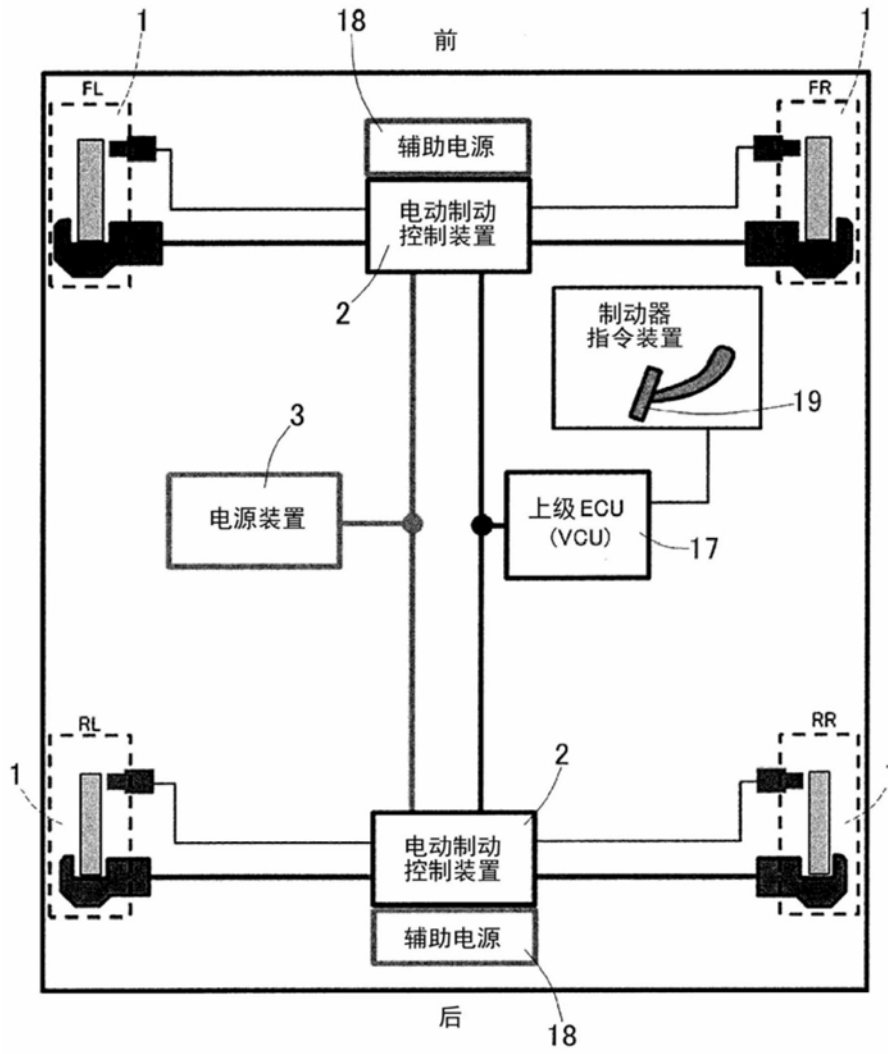 1
18
前
1
FL
FR
辅助电源
电动制动
控制装置
2
制动器
指令装置
19
3
电源装置
上级ECU
(VCU)
17
RL
RR
1
2
电动制动
控制装置
辅助电源
18
后